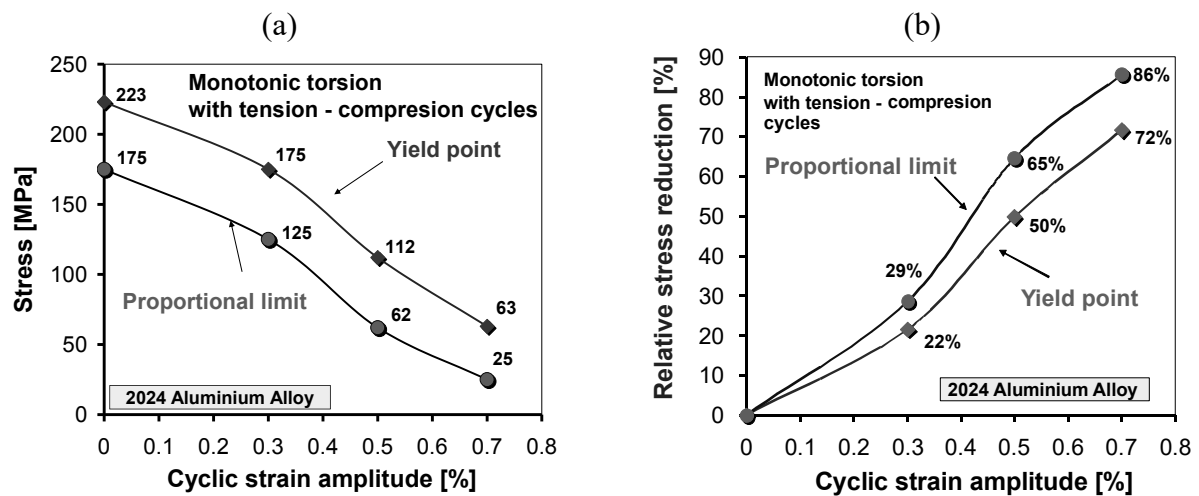 (a)
250
200
150
100
50
0
Stress [MPa]
Monotonic torsion
with tension - compresion cycles
223
175
175
125
112
62
63
25
Yield point
Proportional limit
2024 Aluminium Alloy
0 0.1 0.2 0.3 0.4 0.5 0.6 0.7 0.8
Cyclic strain amplitude [%]
(b)
90
80
70
60
50
40
30
20
10
0
Relative stress reduction [%]
Monotonic torsion
with tension - compresion
cycles
86%
72%
65%
50%
29%
22%
Proportional limit
Yield point
2024 Aluminium Alloy
0 0.1 0.2 0.3 0.4 0.5 0.6 0.7 0.8
Cyclic strain amplitude [%]